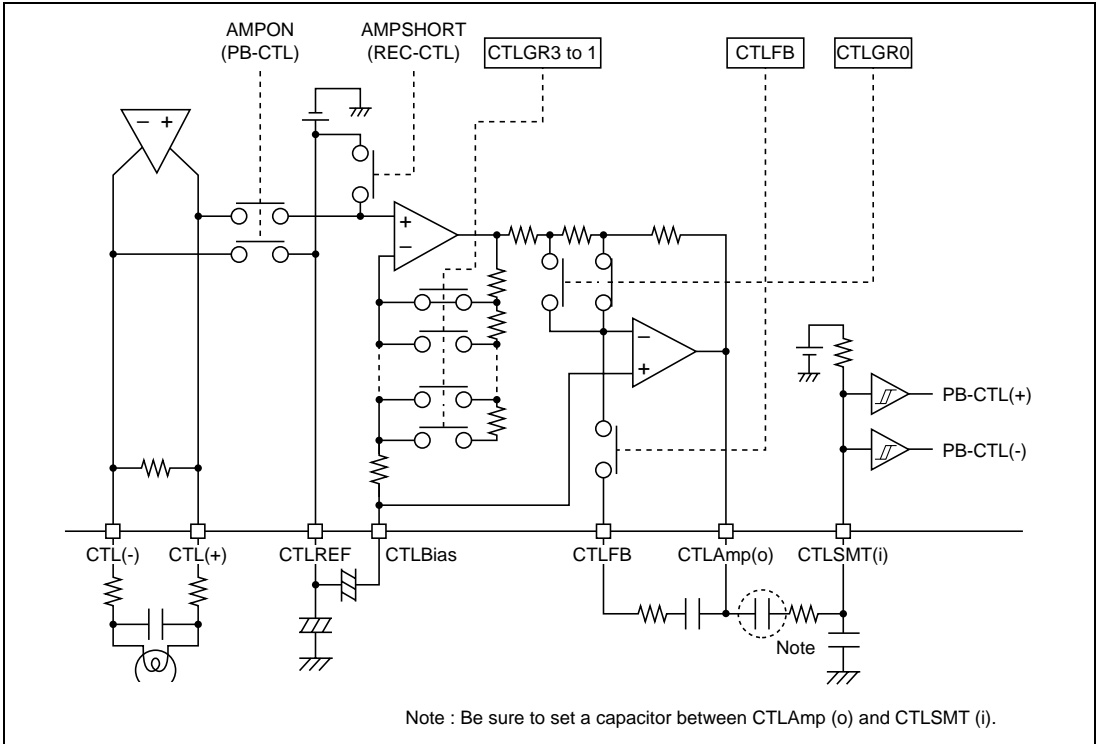 AMPON
(PB-CTL)
AMPSHORT
(REC-CTL)
CTLGR3 to 1
CTLFB
CTLGR0
− +
+
−
−
+
PB-CTL(+)
PB-CTL(-)
CTL(-)
CTL(+)
CTLREF
CTLBias
CTLFB
CTLAmp(o)
CTLSMT(i)
Note
Note : Be sure to set a capacitor between CTLAmp (o) and CTLSMT (i).